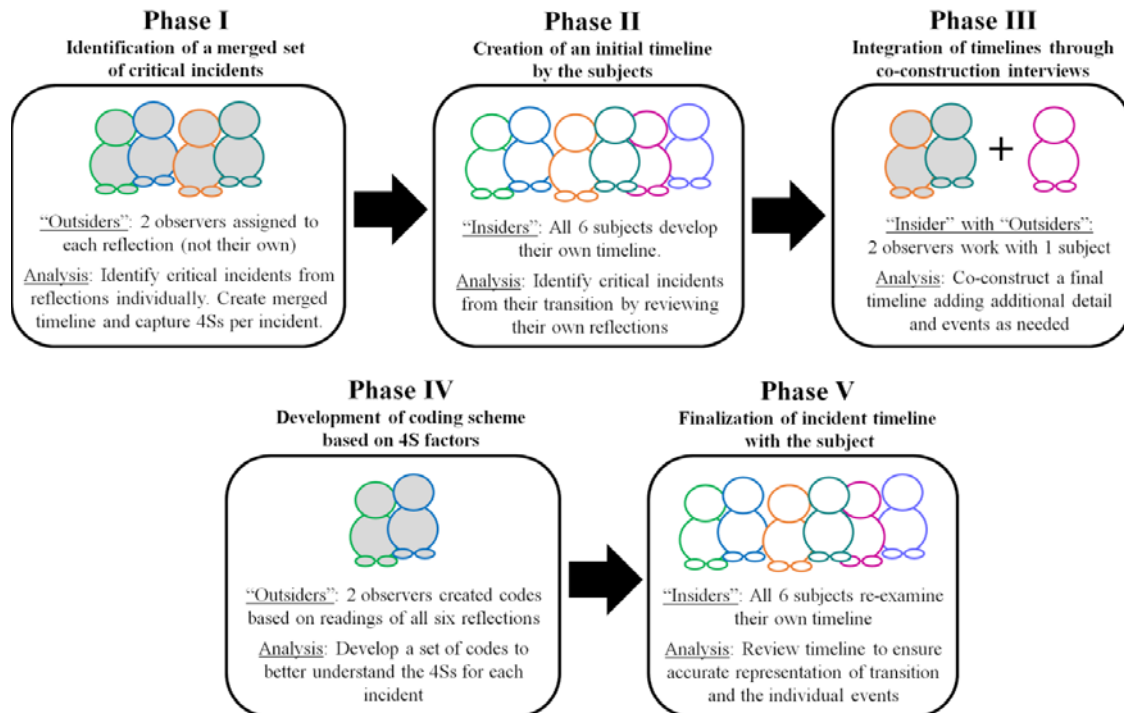 Phase I
Identification of a merged set
of critical incidents
“Outsiders”: 2 observers assigned to
each reflection (not their own)
Analysis: Identify critical incidents from
reflections individually. Create merged
timeline and capture 4Ss per incident.
Phase II
Creation of an initial timeline
by the subjects
“Insiders”: All 6 subjects develop
their own timeline.
Analysis: Identify critical incidents
from their transition by reviewing
their own reflections
Phase III
Integration of timelines through
co-construction interviews
+
“Insider” with “Outsiders”:
2 observers work with 1 subject
Analysis: Co-construct a final
timeline adding additional detail
and events as needed
Phase IV
Development of coding scheme
based on 4S factors
“Outsiders”: 2 observers created codes
based on readings of all six reflections
Analysis: Develop a set of codes to
better understand the 4Ss for each
incident
Phase V
Finalization of incident timeline
with the subject
“Insiders”: All 6 subjects re-examine
their own timeline
Analysis: Review timeline to ensure
accurate representation of transition
and the individual events